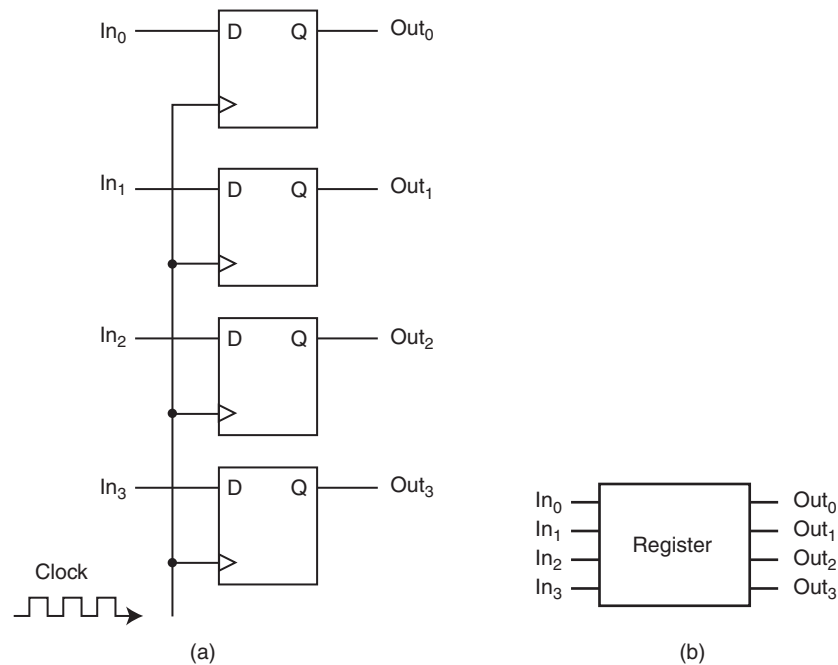 In₀ D Q Out₀
In₁ D Q Out₁
In₂ D Q Out₂
In₃ D Q Out₃
Clock
(a)
In₀ Out₀
In₁ Out₁
Register
In₂ Out₂
In₃ Out₃
(b)